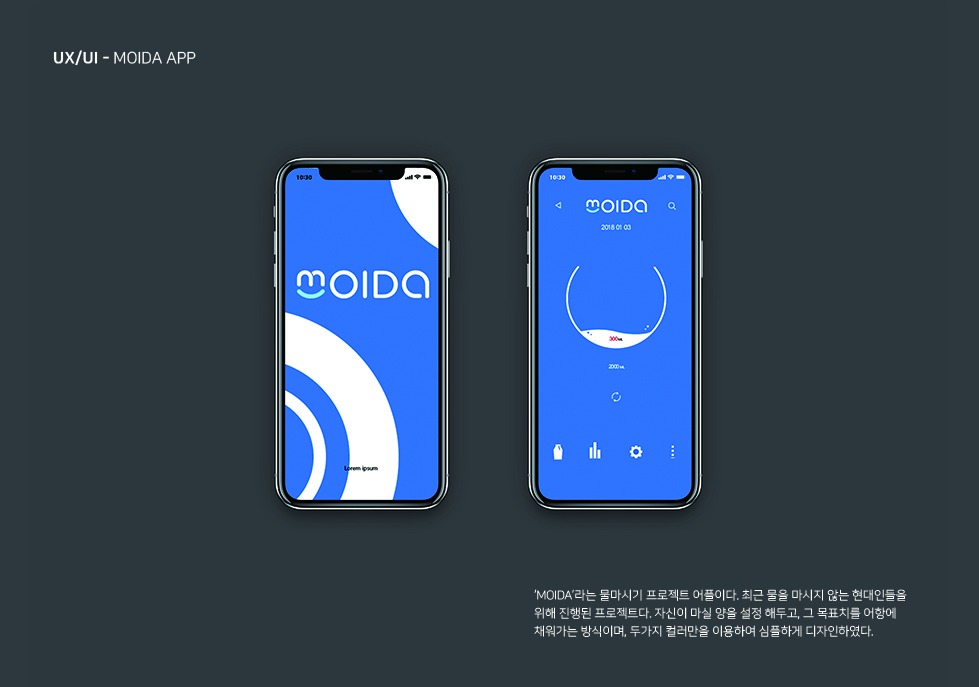 UX/UI - MOIDA APP
10:30
MOIDA
Lorem ipsum
10:30
MOIDA
2018 01 03
300ML
2000 ML
'MOIDA'라는 물마시기 프로젝트 어플이다. 최근 물을 마시지 않는 현대인들을
위해 진행된 프로젝트다. 자신이 마실 양을 설정 해두고, 그 목표치를 어항에
채워가는 방식이며, 두가지 컬러만을 이용하여 심플하게 디자인하였다.